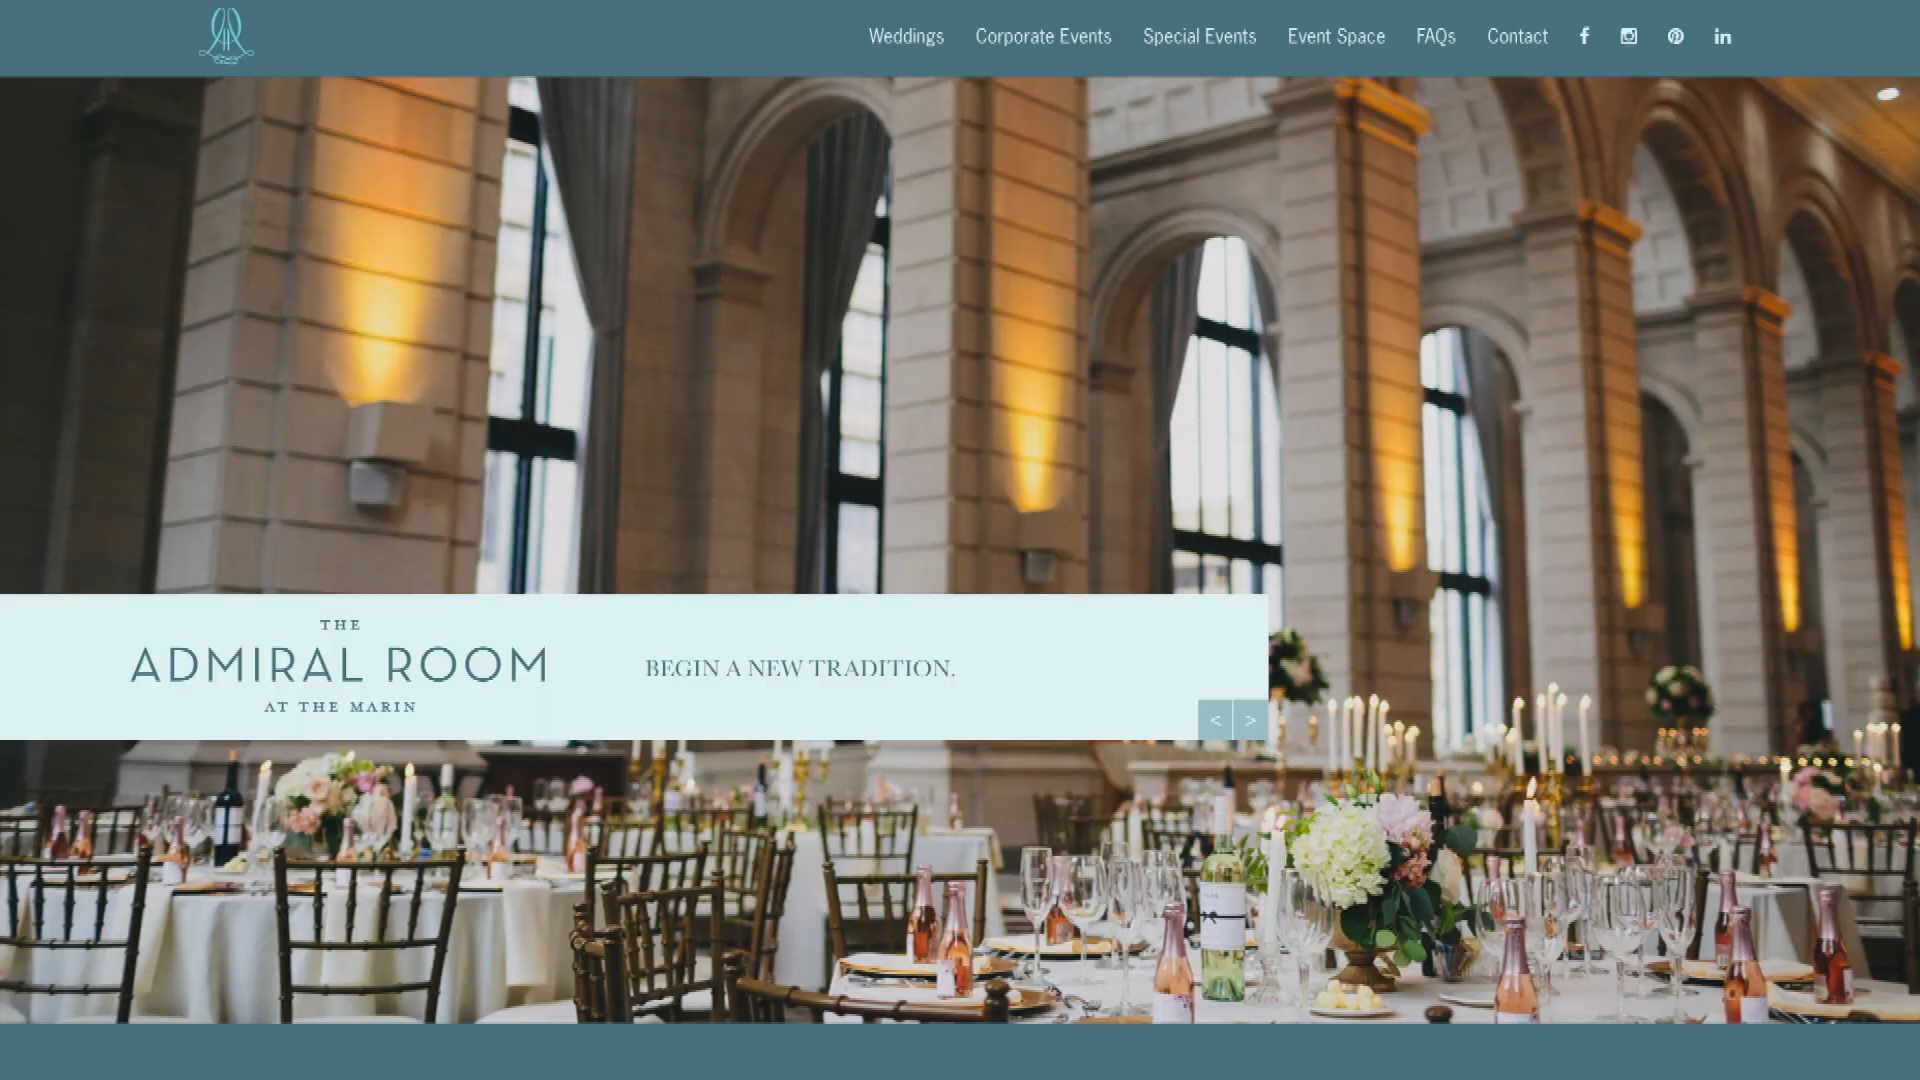 Weddings Corporate Events Special Events Event Space FAQs Contact
THE
ADMIRAL ROOM
AT THE MARIN
BEGIN A NEW TRADITION.
< >